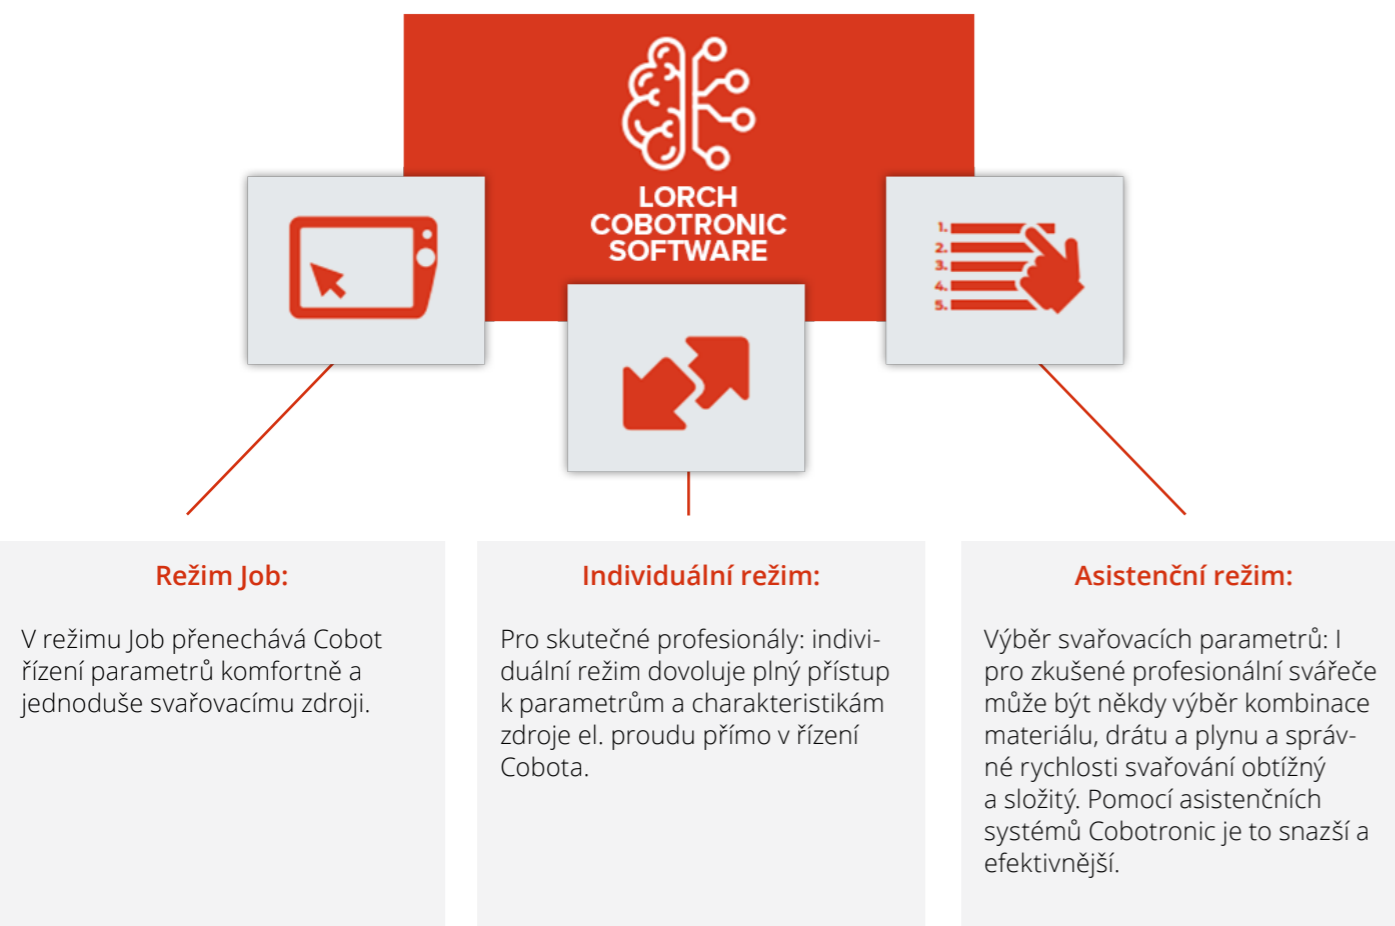 LORCH
COBOTRONIC
SOFTWARE
1.
2.
3.
4.
5.
Režim Job:
V režimu Job přenechává Cobot
řízení parametrů komfortně a
jednoduše svařovacímu zdroji.
Individuální režim:
Pro skutečné profesionály: indivi-
duální režim dovoluje plný přístup
k parametrům a charakteristikám
zdroje el. proudu přímo v řízení
Cobota.
Asistenční režim:
Výběr svařovacích parametrů: I
pro zkušené profesionální svářeče
může být někdy výběr kombinace
materiálu, drátu a plynu a správ-
né rychlosti svařování obtížný
a složitý. Pomocí asistenčních
systémů Cobotronic je to snazší a
efektivnější.